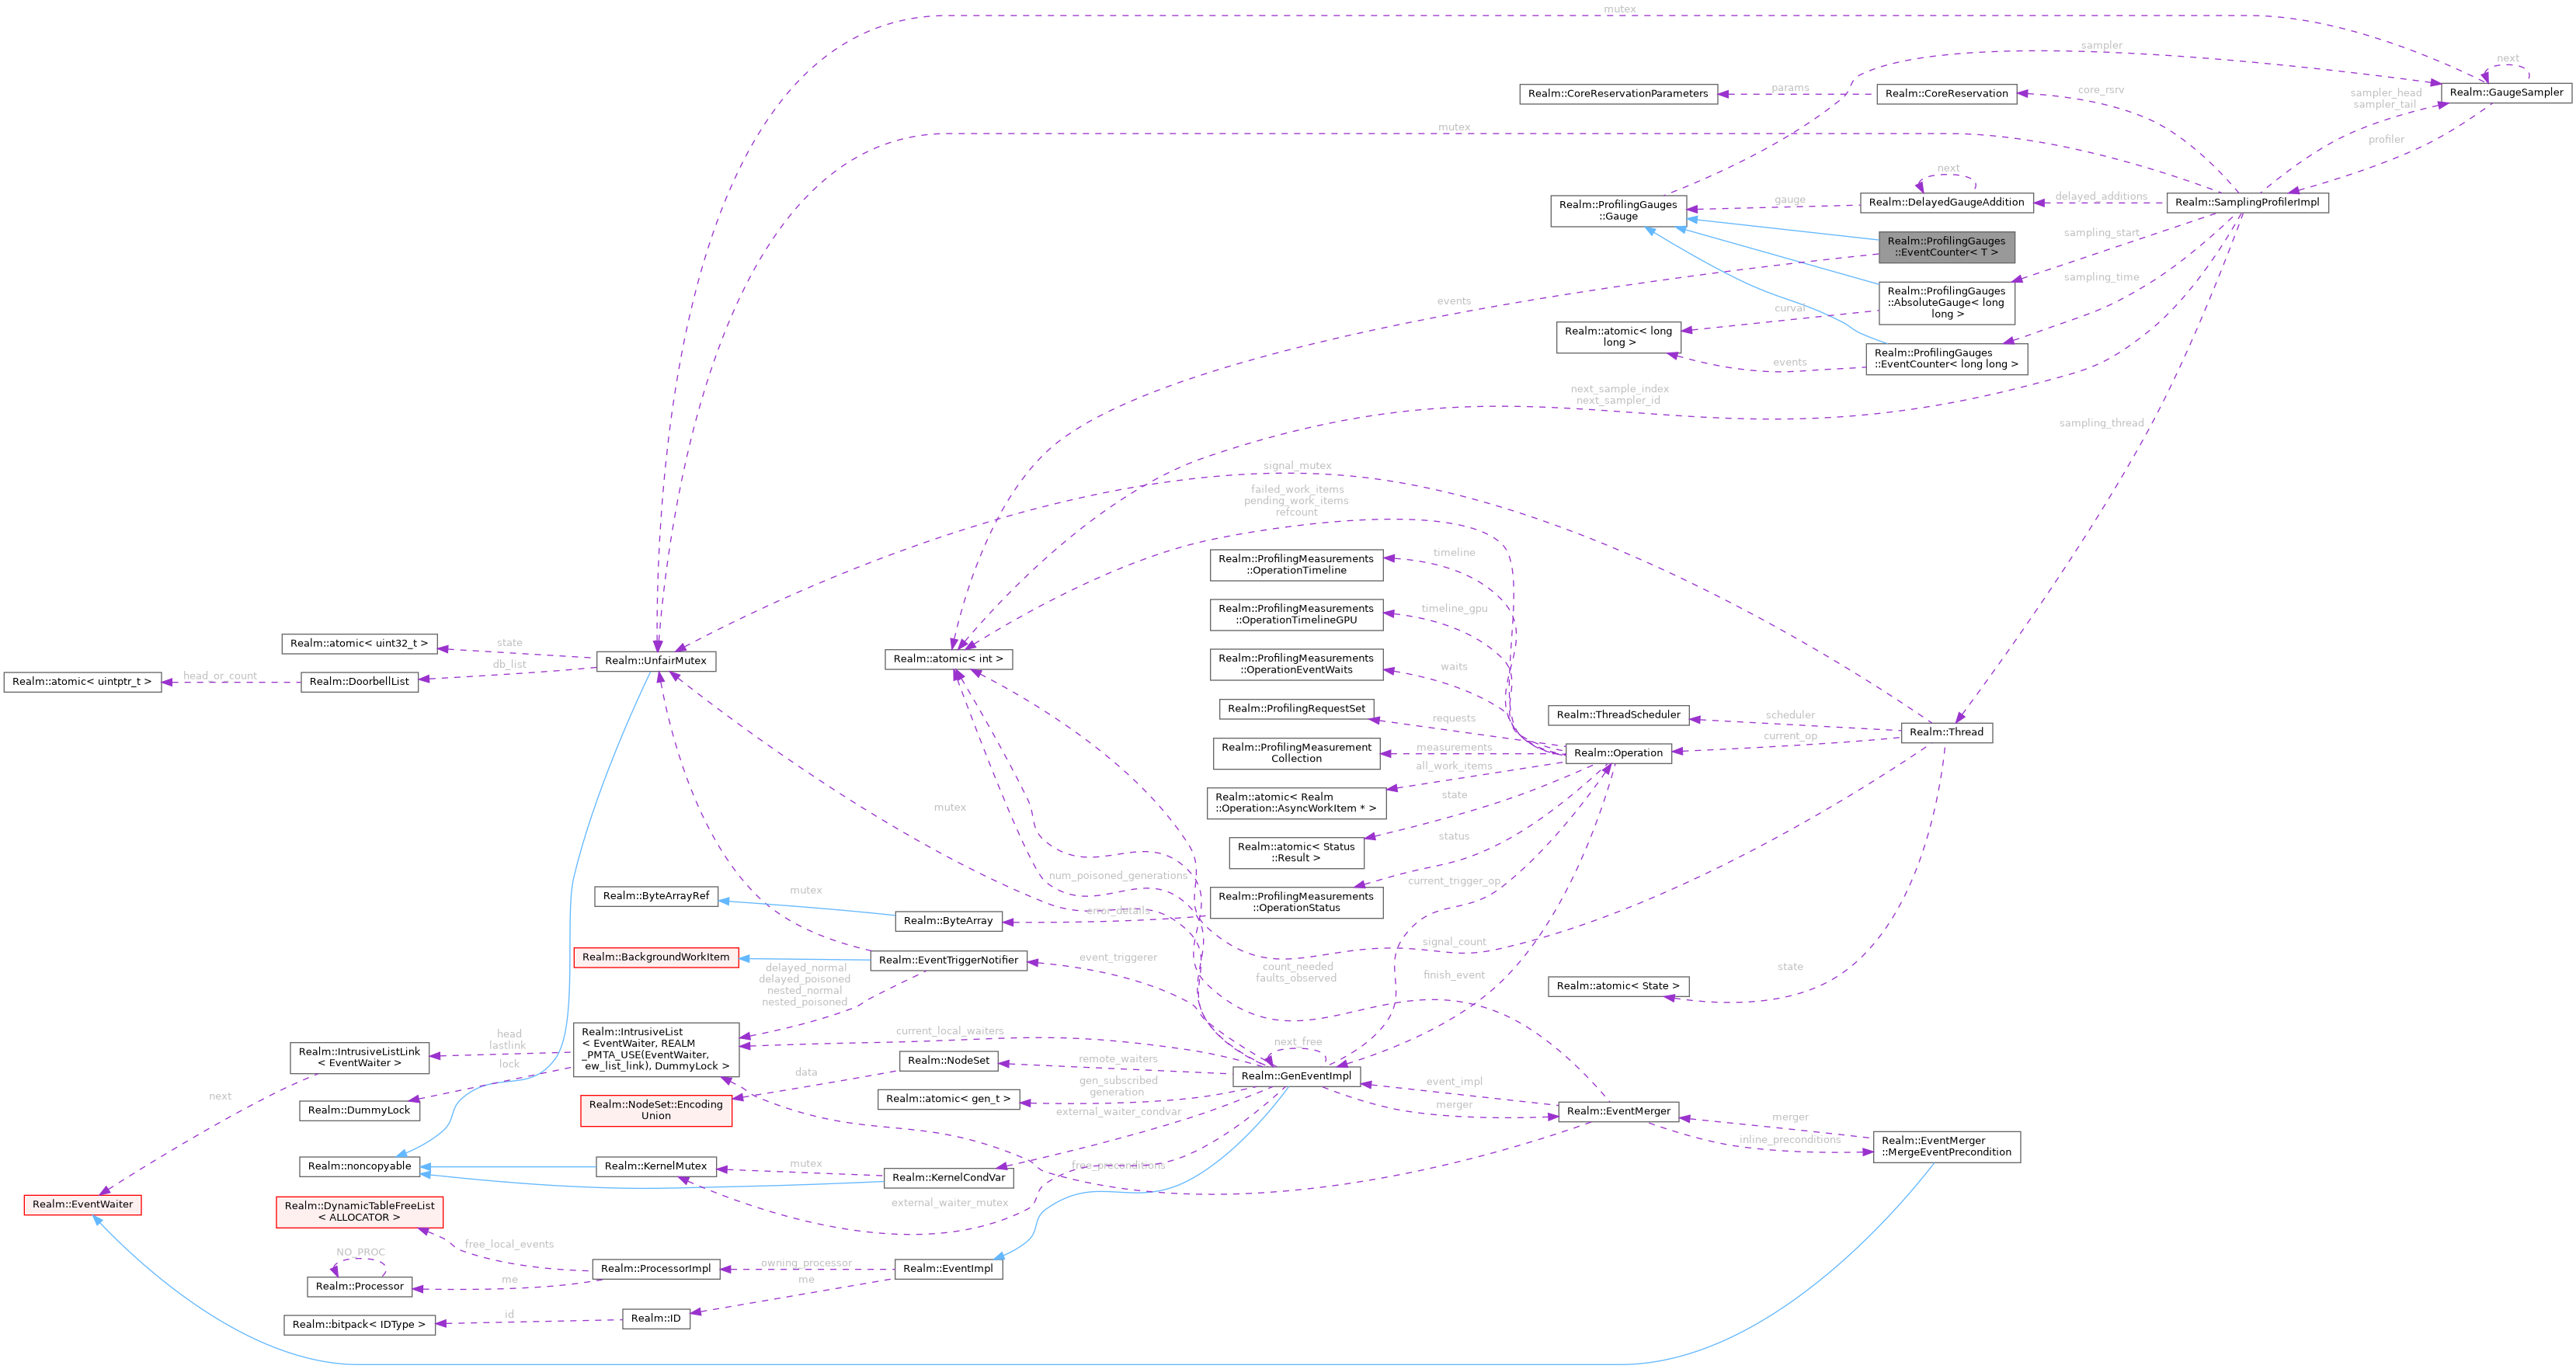 mutex
sampler
next
Realm::CoreReservationParameters
params
Realm::CoreReservation
core_rsrv
sampler_head
sampler_tail
Realm::GaugeSampler
mutex
profiler
next
Realm::ProfilingGauges
::Gauge
gauge
Realm::DelayedGaugeAddition
delayed_additions
Realm::SamplingProfilerImpl
Realm::ProfilingGauges
::EventCounter< T >
sampling_start
sampling_time
events
Realm::ProfilingGauges
::AbsoluteGauge< long
long >
curval
Realm::atomic< long
long >
Realm::ProfilingGauges
::EventCounter< long long >
events
next_sample_index
next_sampler_id
sampling_thread
signal_mutex
failed_work_items
pending_work_items
refcount
Realm::ProfilingMeasurements
::OperationTimeline
timeline
Realm::ProfilingMeasurements
::OperationTimelineGPU
timeline_gpu
Realm::atomic< uint32_t >
state
Realm::UnfairMutex
Realm::atomic< int >
Realm::ProfilingMeasurements
::OperationEventWaits
waits
Realm::atomic< uintptr_t >
head_or_count
Realm::DoorbellList
db_list
Realm::ProfilingRequestSet
requests
Realm::ThreadScheduler
scheduler
Realm::Thread
Realm::ProfilingMeasurement
Collection
measurements
Realm::Operation
current_op
all_work_items
Realm::atomic< Realm
::Operation::AsyncWorkItem * >
state
mutex
Realm::atomic< Status
::Result >
status
num_poisoned_generations
current_trigger_op
mutex
Realm::ByteArrayRef
Realm::ByteArray
error_details
Realm::ProfilingMeasurements
::OperationStatus
signal_count
Realm::BackgroundWorkItem
Realm::EventTriggerNotifier
event_triggerer
delayed_normal
delayed_poisoned
nested_normal
nested_poisoned
count_needed
faults_observed
finish_event
state
Realm::atomic< State >
Realm::IntrusiveListLink
< EventWaiter >
head
lastlink
lock
Realm::IntrusiveList
< EventWaiter, REALM
_PMTA_USE(EventWaiter,
ew_list_link), DummyLock >
current_local_waiters
next_free
Realm::NodeSet
remote_waiters
data
Realm::GenEventImpl
event_impl
gen_subscribed
generation
Realm::atomic< gen_t >
next
Realm::DummyLock
Realm::NodeSet::Encoding
Union
external_waiter_condvar
merger
Realm::EventMerger
merger
inline_preconditions
Realm::EventMerger
::MergeEventPrecondition
Realm::noncopyable
Realm::KernelMutex
mutex
Realm::KernelCondVar
free_preconditions
Realm::EventWaiter
external_waiter_mutex
Realm::DynamicTableFreeList
< ALLOCATOR >
free_local_events
NO_PROC
Realm::Processor
me
Realm::ProcessorImpl
owning_processor
Realm::EventImpl
me
Realm::bitpack< IDType >
id
Realm::ID